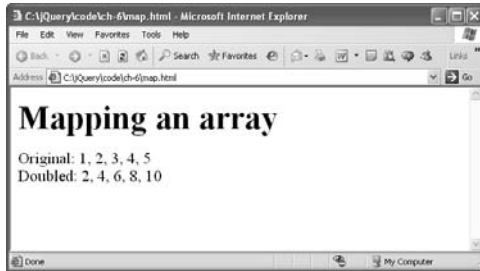 C:\jQuery\code\ch-6\map.html - Microsoft Internet Explorer
File Edit View Favorites Tools Help
Back Search Favorites
Address C:\jQuery\code\ch-6\map.html Go
Links
Mapping an array
Original: 1, 2, 3, 4, 5
Doubled: 2, 4, 6, 8, 10
Done My Computer